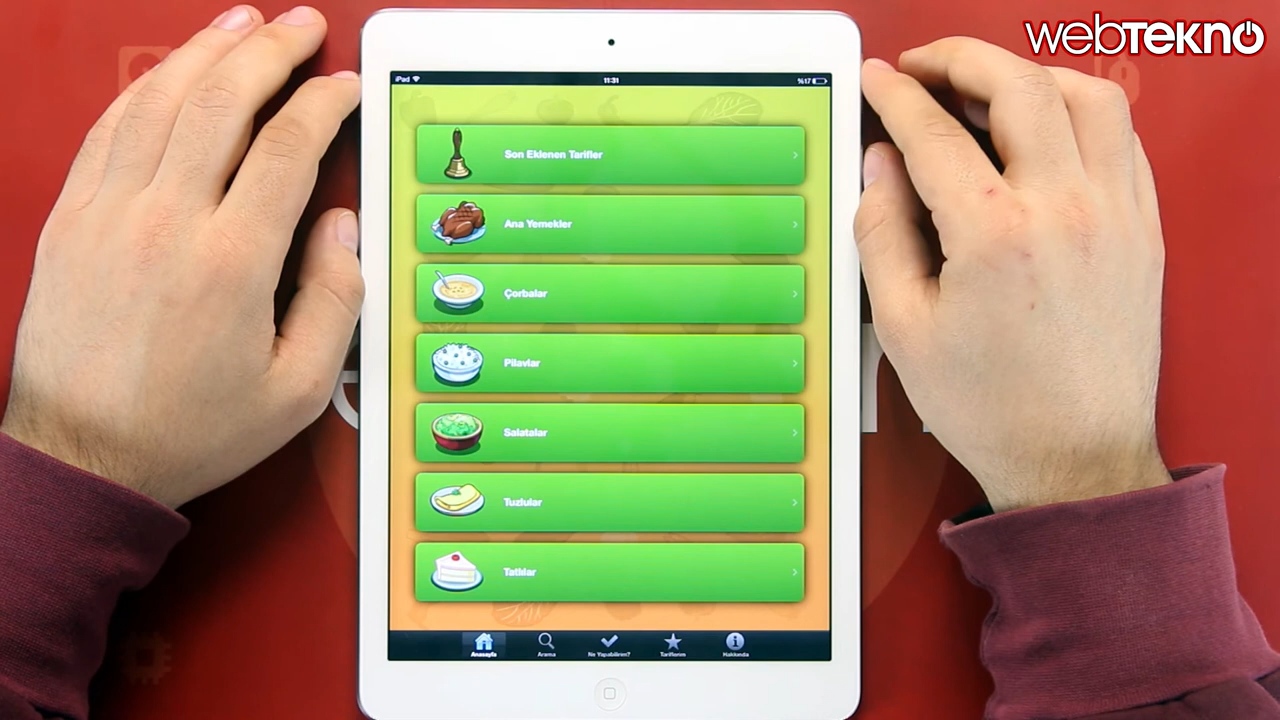 webTEKNO
iPad 11:31 %17
Son Eklenen Tarifler
Ana Yemekler
Çorbalar
Pilavlar
Salatalar
Tuzlular
Tatlılar
Anasayfa Arama Ne Yapabilirim? Tariflerim Hakkında